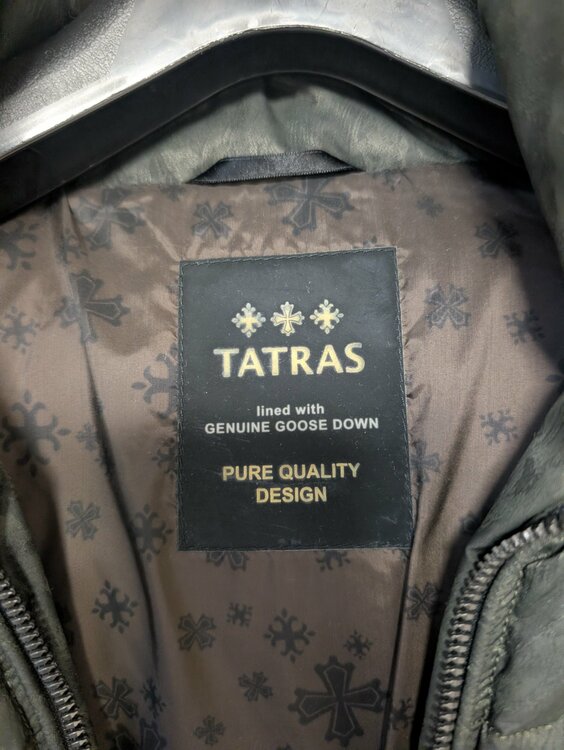 TATRAS
lined with
GENUINE GOOSE DOWN
PURE QUALITY
DESIGN